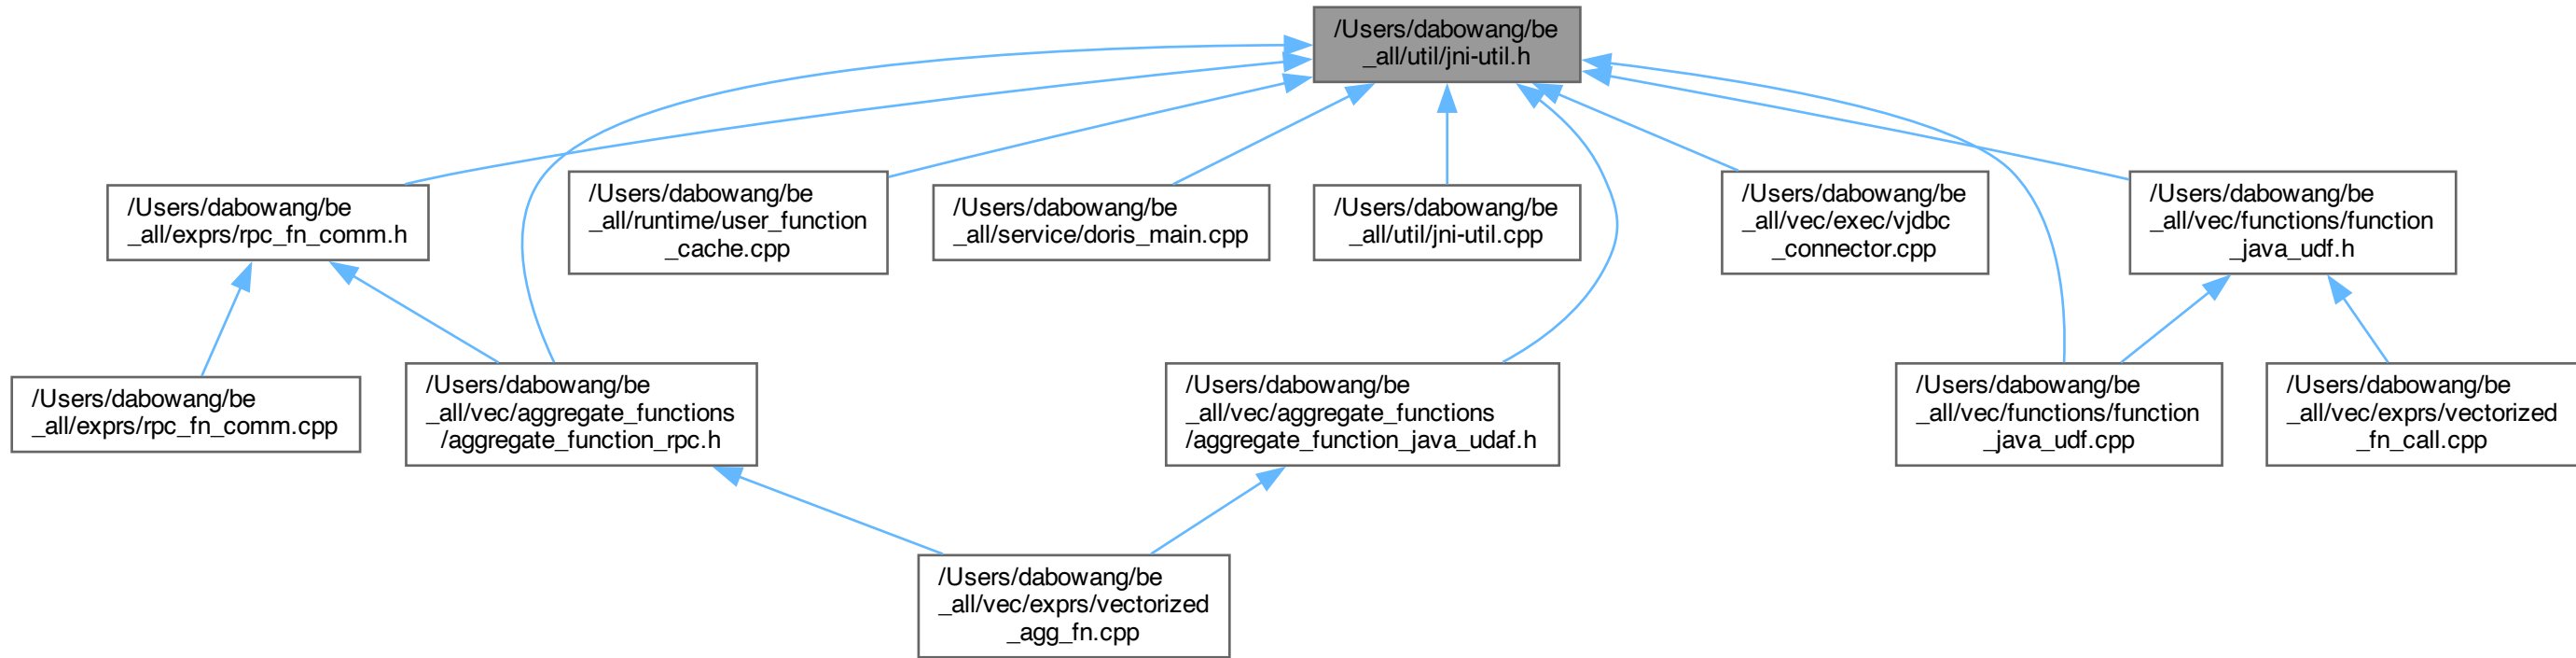 /Users/dabowang/be
_all/util/jni-util.h
/Users/dabowang/be
_all/exprs/rpc_fn_comm.h
/Users/dabowang/be
_all/runtime/user_function
_cache.cpp
/Users/dabowang/be
_all/service/doris_main.cpp
/Users/dabowang/be
_all/util/jni-util.cpp
/Users/dabowang/be
_all/vec/exec/vjdbc
_connector.cpp
/Users/dabowang/be
_all/vec/functions/function
_java_udf.h
/Users/dabowang/be
_all/exprs/rpc_fn_comm.cpp
/Users/dabowang/be
_all/vec/aggregate_functions
/aggregate_function_rpc.h
/Users/dabowang/be
_all/vec/aggregate_functions
/aggregate_function_java_udaf.h
/Users/dabowang/be
_all/vec/functions/function
_java_udf.cpp
/Users/dabowang/be
_all/vec/exprs/vectorized
_fn_call.cpp
/Users/dabowang/be
_all/vec/exprs/vectorized
_agg_fn.cpp